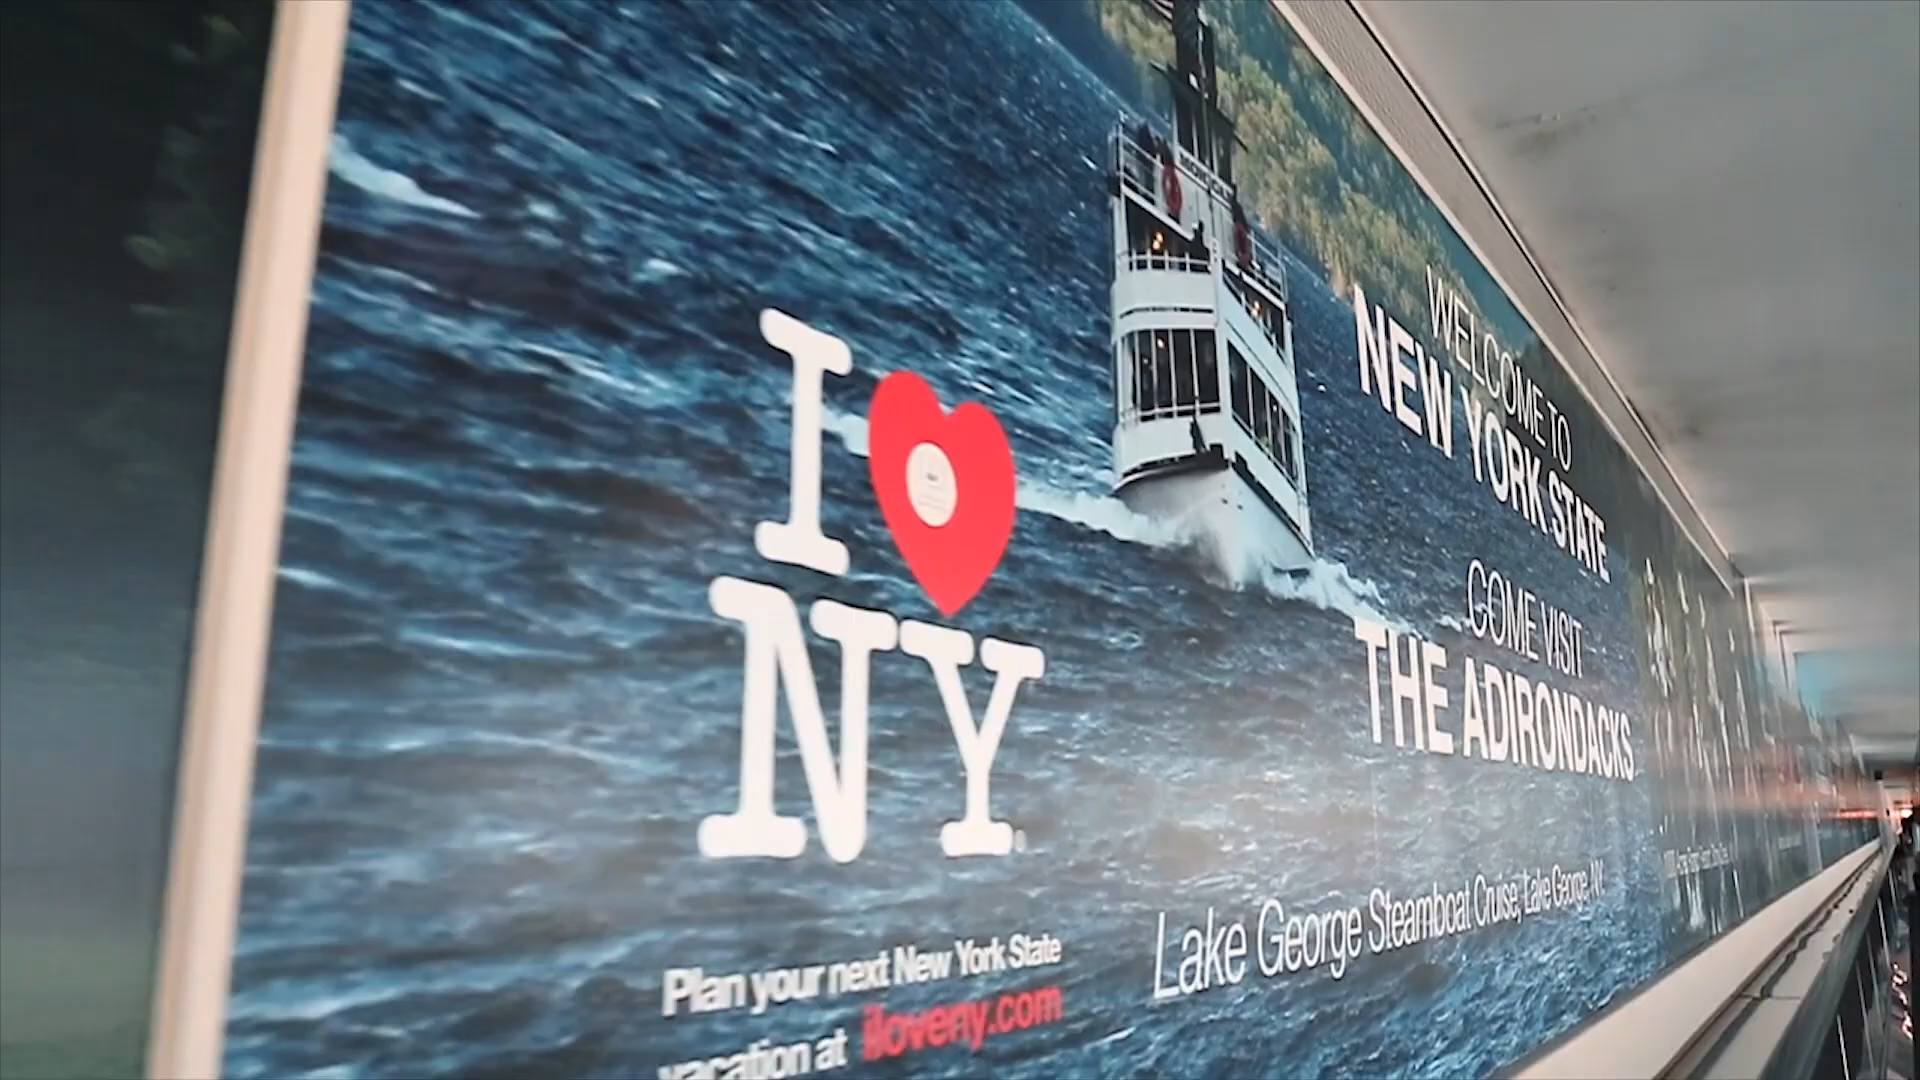 I
NY
Plan your next New York State
vacation at iloveny.com
WELCOME TO
NEW YORK STATE
COME VISIT
THE ADIRONDACKS
Lake George Steamboat Cruise, Lake George, NY